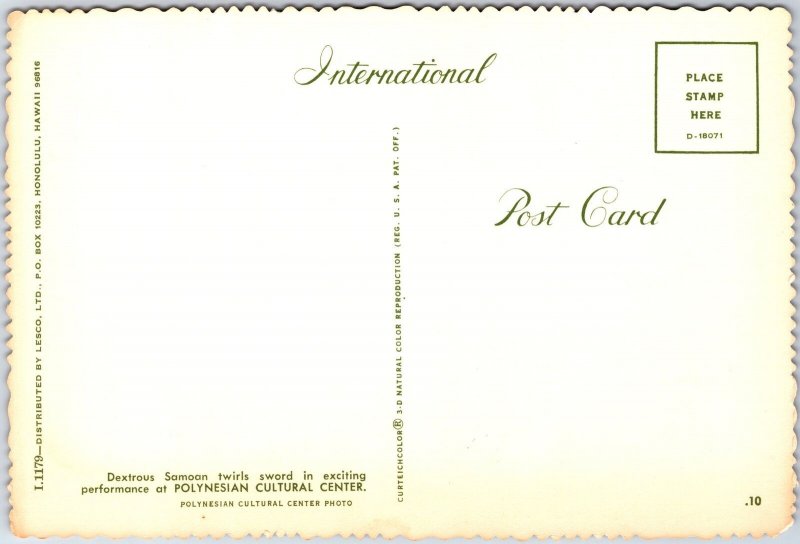 International
PLACE
STAMP
HERE
D-18071
Post Card
I.1179—DISTRIBUTED BY LESCO, LTD., P.O. BOX 10223, HONOLULU, HAWAII 96816
CURTEICHCOLOR® 3-D NATURAL COLOR REPRODUCTION (REG. U. S. A. PAT. OFF.)
Dextrous Samoan twirls sword in exciting
performance at POLYNESIAN CULTURAL CENTER.
POLYNESIAN CULTURAL CENTER PHOTO
.10